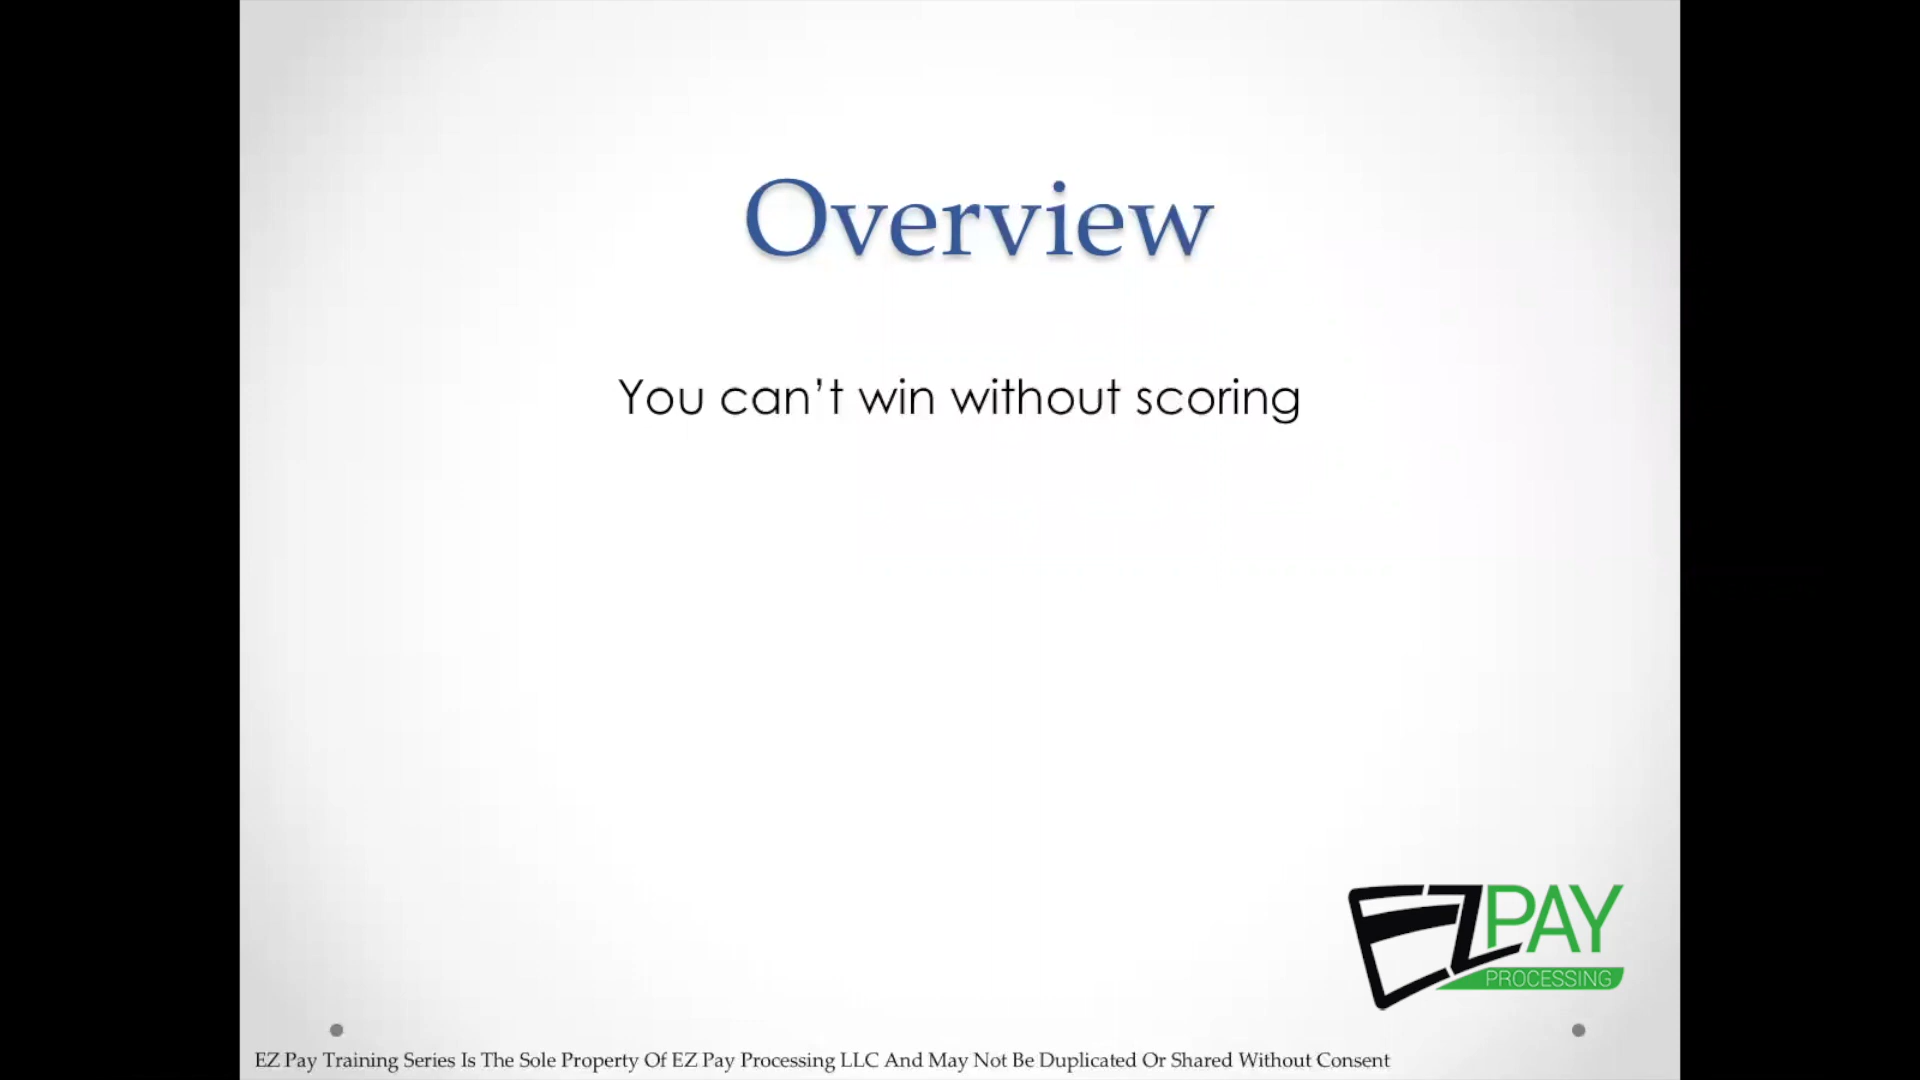 Overview
You can’t win without scoring
EZPAY
PROCESSING
EZ Pay Training Series Is The Sole Property Of EZ Pay Processing LLC And May Not Be Duplicated Or Shared Without Consent